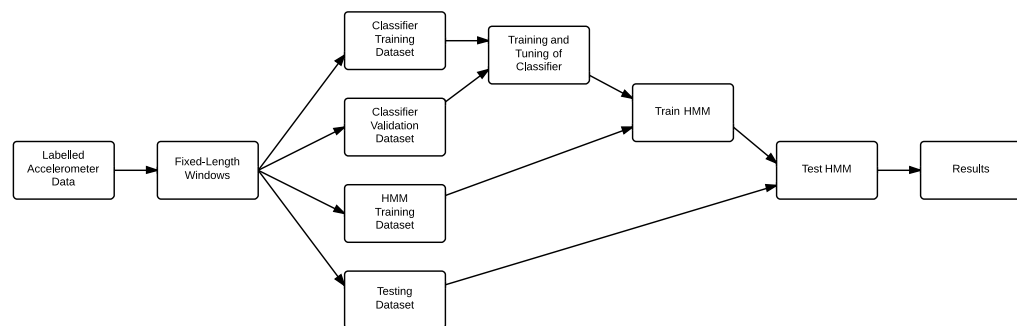 Labelled
Accelerometer
Data
Fixed-Length
Windows
Classifier
Training
Dataset
Classifier
Validation
Dataset
HMM
Training
Dataset
Testing
Dataset
Training and
Tuning of
Classifier
Train HMM
Test HMM
Results